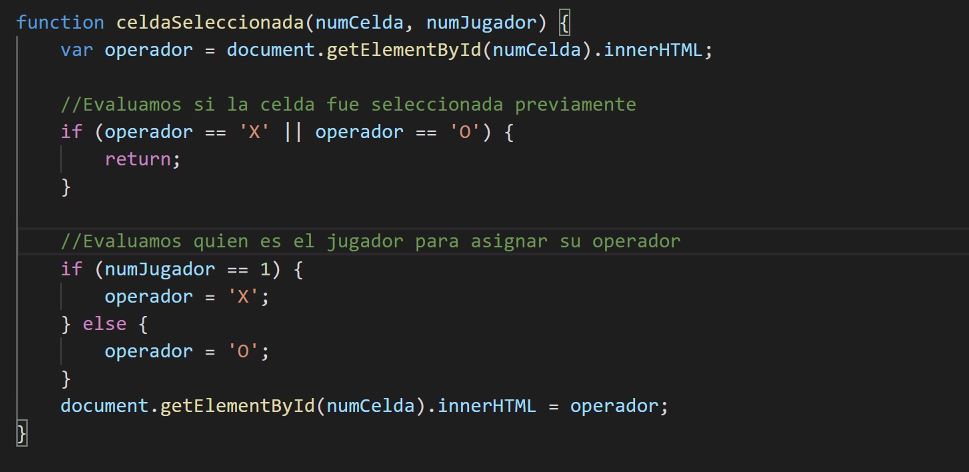 function celdaSeleccionada(numCelda, numJugador) {
    var operador = document.getElementById(numCelda).innerHTML;

    //Evaluamos si la celda fue seleccionada previamente
    if (operador == 'X' || operador == 'O') {
        return;
    }

    //Evaluamos quien es el jugador para asignar su operador
    if (numJugador == 1) {
        operador = 'X';
    } else {
        operador = 'O';
    }
    document.getElementById(numCelda).innerHTML = operador;
}